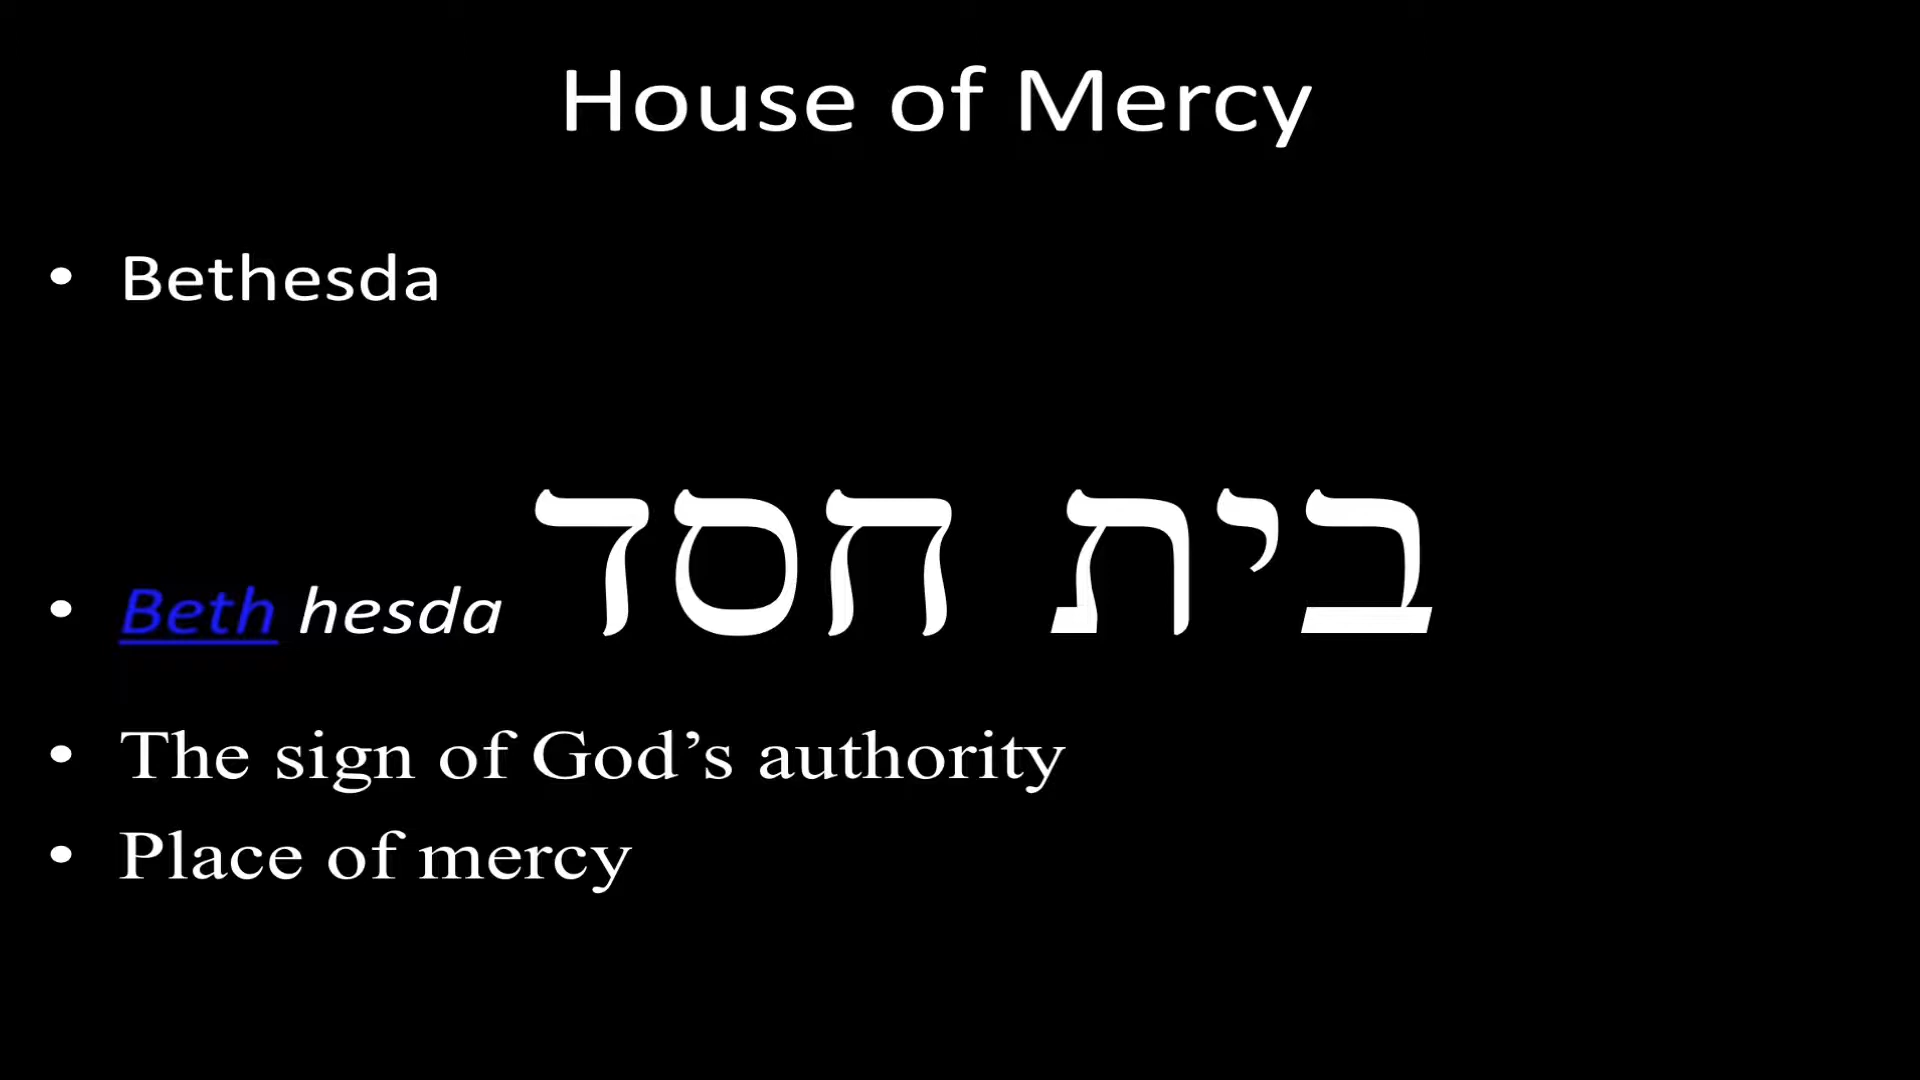 House of Mercy
• Bethesda
• Beth hesda בית חסד
• The sign of God’s authority
• Place of mercy